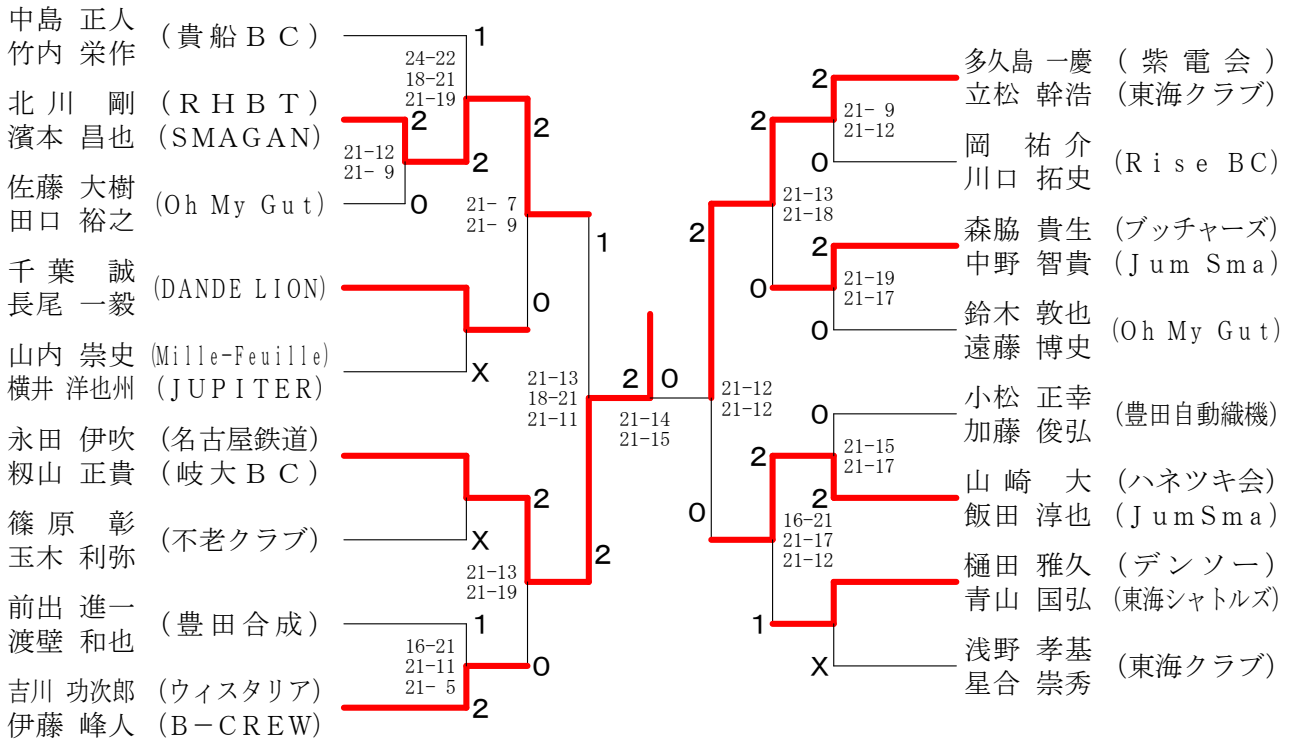 中島 正人 (貴船BC)
竹内 栄作
1
24-22
18-21
21-19
北川 剛 (RHBT)
濱本 昌也 (SMAGAN)
2
2
2
21-12
21- 9
佐藤 大樹 (Oh My Gut)
田口 裕之
0
21- 7
21- 9
1
千葉 誠 (DANDE LION)
長尾 一毅
0
山内 崇史 (Mille-Feuille)
横井 洋也州 (JUPITER)
X
21-13
18-21
21-11
永田 伊吹 (名古屋鉄道)
籾山 正貴 (岐大BC)
2
篠原 彰 (不老クラブ)
玉木 利弥
X
2
21-13
21-19
前出 進一 (豊田合成)
渡壁 和也
1
16-21
21-11
21- 5
0
吉川 功次郎 (ウィスタリア)
伊藤 峰人 (B-CREW)
2
2 0
21-14
21-15
多久島 一慶 (紫電会)
立松 幹浩 (東海クラブ)
2
21- 9
21-12
2
岡 祐介 (Rise BC)
川口 拓史
0
21-13
21-18
2
森脇 貴生 (ブッチャーズ)
中野 智貴 (Jum Sma)
2
21-19
21-17
0
鈴木 敦也 (Oh My Gut)
遠藤 博史
0
21-12
21-12
小松 正幸 (豊田自動織機)
加藤 俊弘
0
21-15
21-17
2
山崎 大 (ハネツキ会)
飯田 淳也 (JumSma)
2
0
16-21
21-17
21-12
樋田 雅久 (デンソー)
青山 国弘 (東海シャトルズ)
1
浅野 孝基 (東海クラブ)
星合 崇秀
X